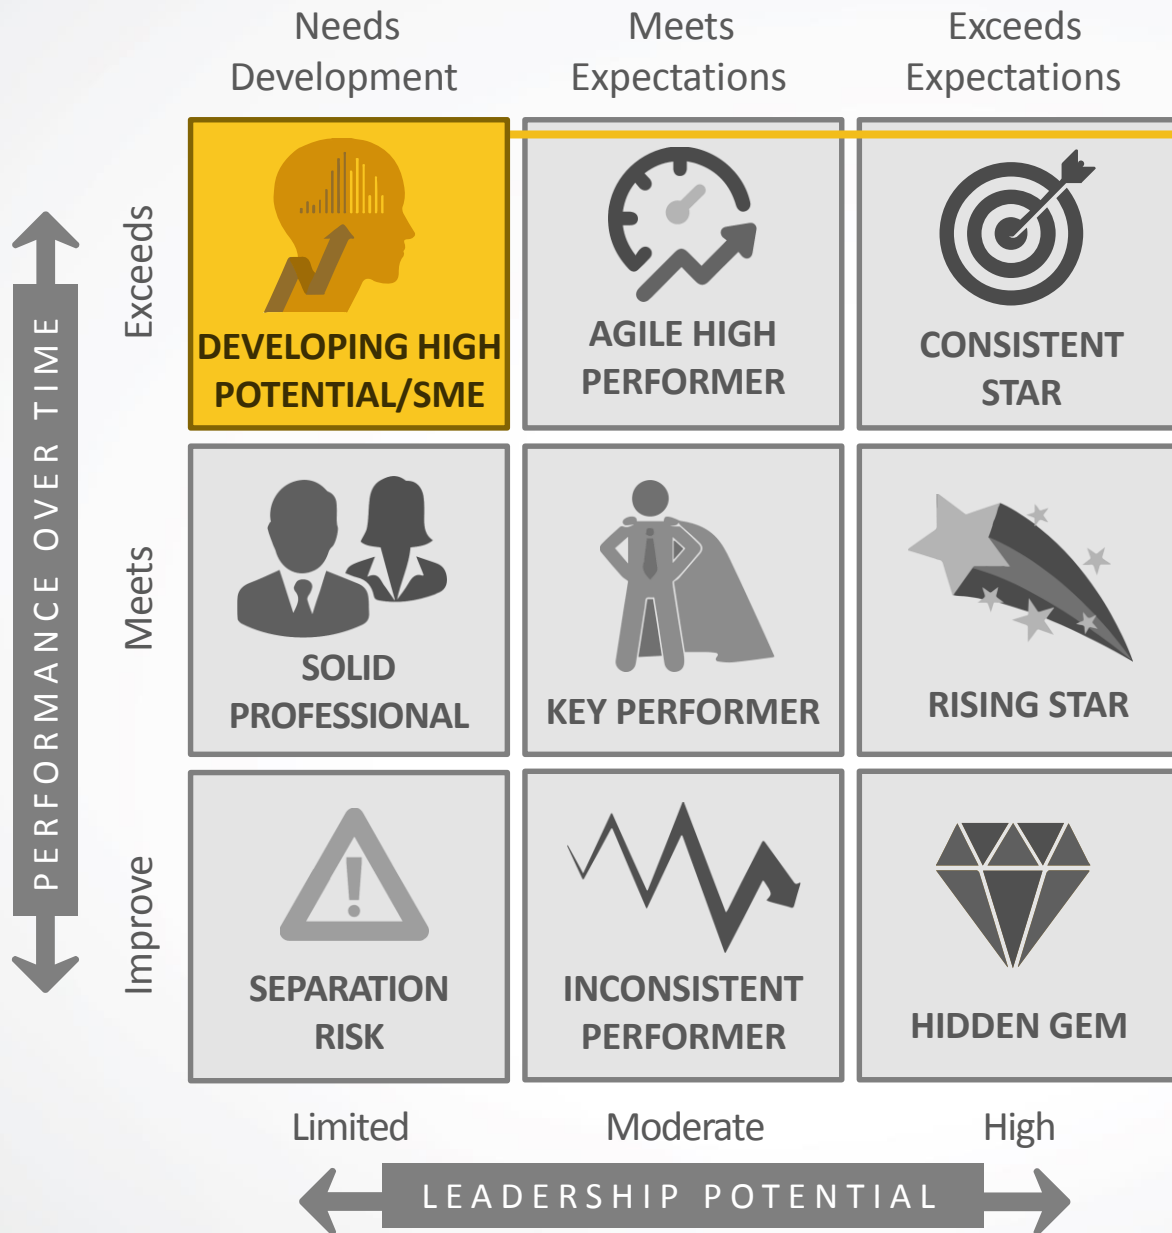 Needs
Development
Meets
Expectations
Exceeds
Expectations
PERFORMANCE OVER TIME
Exceeds
DEVELOPING HIGH
POTENTIAL/SME
AGILE HIGH
PERFORMER
CONSISTENT
STAR
Meets
SOLID
PROFESSIONAL
KEY PERFORMER
RISING STAR
Improve
SEPARATION
RISK
INCONSISTENT
PERFORMER
HIDDEN GEM
Limited
Moderate
High
LEADERSHIP POTENTIAL